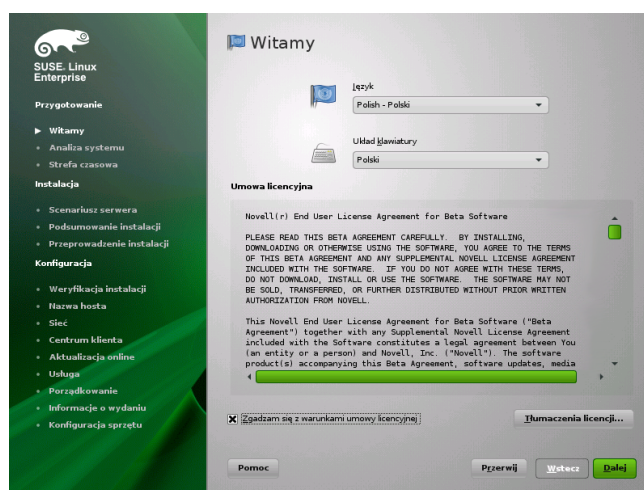 SUSE. Linux
Enterprise
Przygotowanie
Witamy
Analiza systemu
Strefa czasowa
Instalacja
Scenariusz serwera
Podsumowanie instalacji
Przeprowadzenie instalacji
Konfiguracja
Weryfikacja instalacji
Nazwa hosta
Sieć
Centrum klienta
Aktualizacja online
Usługa
Porządkowanie
Informacje o wydaniu
Konfiguracja sprzętu
Witamy
Język
Polish - Polski
Układ klawiatury
Polski
Umowa licencyjna
Novell(r) End User License Agreement for Beta Software
PLEASE READ THIS BETA AGREEMENT CAREFULLY. BY INSTALLING,
DOWNLOADING OR OTHERWISE USING THE SOFTWARE, YOU AGREE TO THE TERMS
OF THIS BETA AGREEMENT AND ANY SUPPLEMENTAL NOVELL LICENSE AGREEMENT
INCLUDED WITH THE SOFTWARE. IF YOU DO NOT AGREE WITH THESE TERMS,
DO NOT DOWNLOAD, INSTALL OR USE THE SOFTWARE. THE SOFTWARE MAY NOT
BE SOLD, TRANSFERRED, OR FURTHER DISTRIBUTED WITHOUT PRIOR WRITTEN
AUTHORIZATION FROM NOVELL.
This Novell End User License Agreement for Beta Software ("Beta
Agreement") together with any Supplemental Novell License Agreement
included with the Software constitutes a legal agreement between You
(an entity or a person) and Novell, Inc. ("Novell"). The software
product(s) accompanying this Beta Agreement, software updates, media
Zgadzam się z warunkami umowy licencyjnej
Tłumaczenia licencji...
Pomoc
Przerwij
Wstecz
Dalej